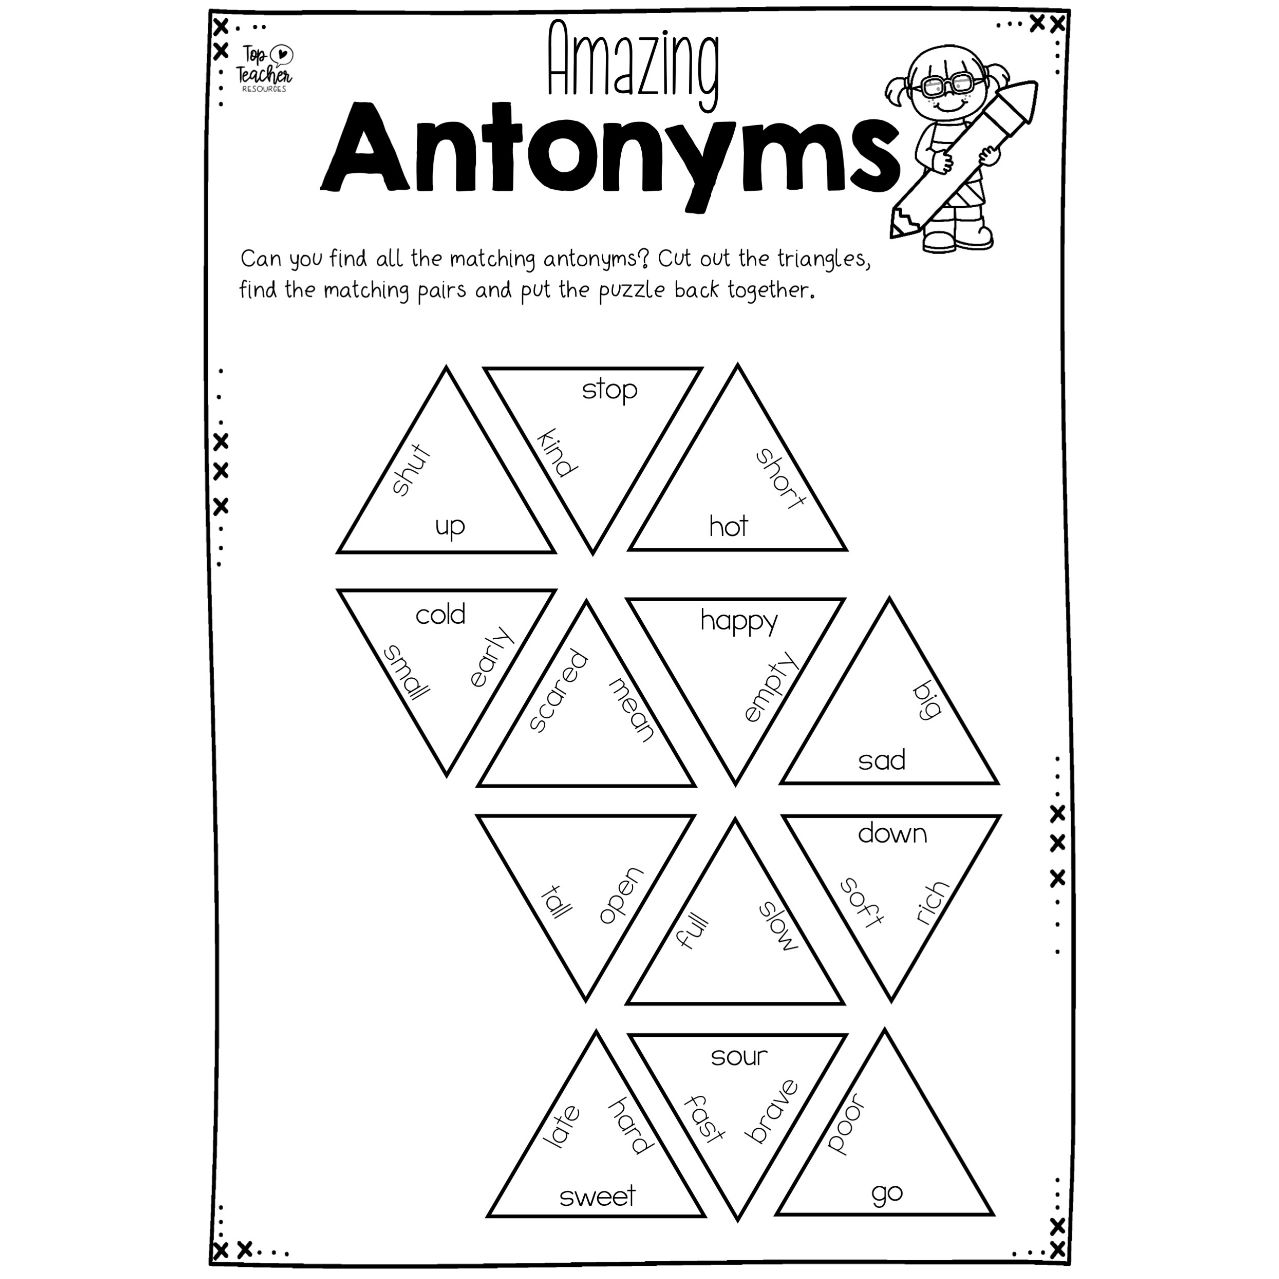 Top
Teacher
RESOURCES
Amazing
Antonyms
Can you find all the matching antonyms? Cut out the triangles,
find the matching pairs and put the puzzle back together.
shut
up
stop
kind
short
hot
cold
small
early
scared
mean
happy
empty
big
sad
tall
open
full
slow
down
soft
rich
late
hard
sweet
sour
fast
brave
poor
go